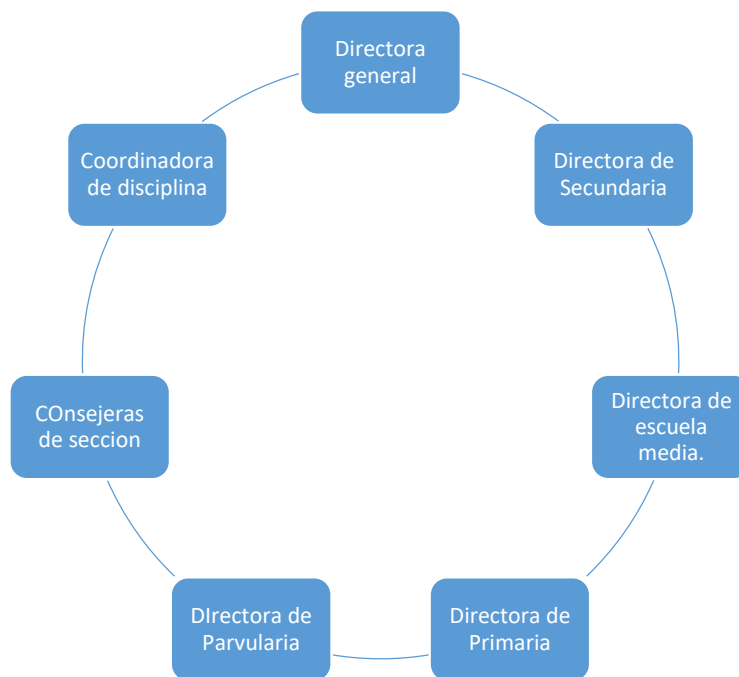 Directora
general
Directora de
Secundaria
Directora de
escuela
media.
Directora de
Primaria
DIrectora de
Parvularia
COnsejeras
de seccion
Coordinadora
de disciplina